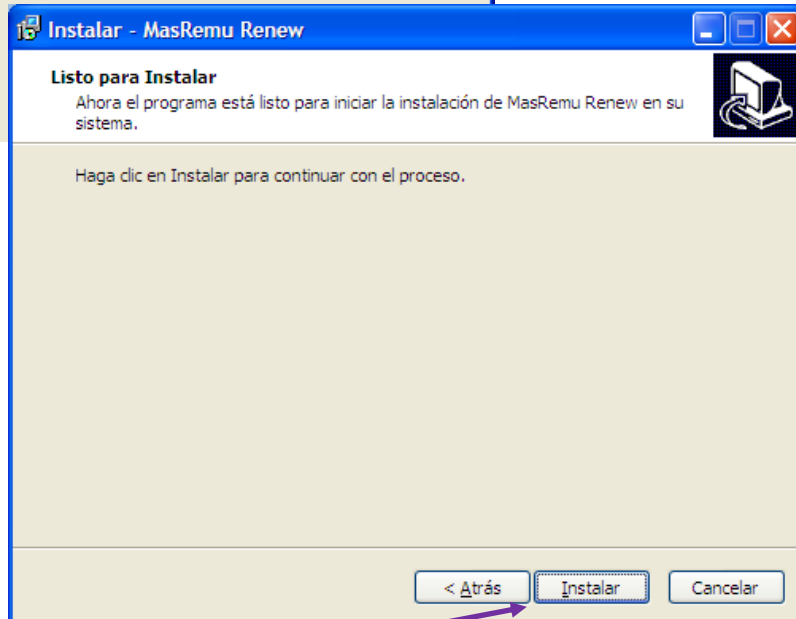 Instalar - MasRemu Renew
Listo para Instalar
Ahora el programa está listo para iniciar la instalación de MasRemu Renew en su
sistema.
Haga clic en Instalar para continuar con el proceso.
< Atrás
Instalar
Cancelar